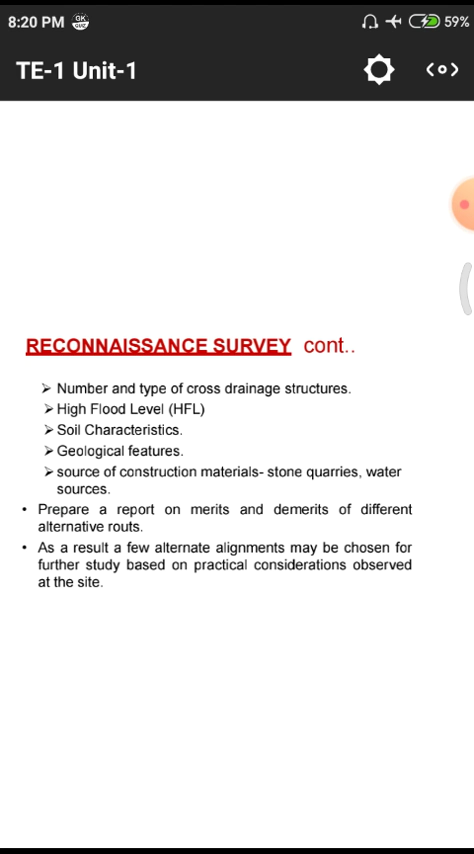 8:20 PM
59%
TE-1 Unit-1
RECONNAISSANCE SURVEY cont..
➤ Number and type of cross drainage structures.
➤ High Flood Level (HFL)
➤ Soil Characteristics.
➤ Geological features.
➤ source of construction materials- stone quarries, water
sources.
• Prepare a report on merits and demerits of different
alternative routs.
• As a result a few alternate alignments may be chosen for
further study based on practical considerations observed
at the site.